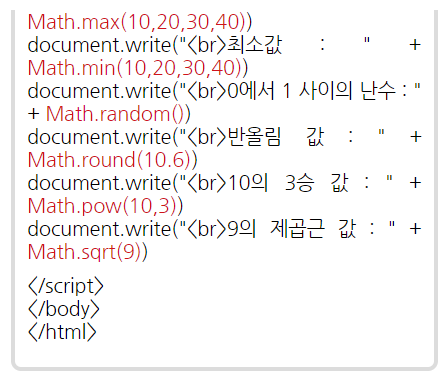 Math.max(10,20,30,40))
document.write("<br>최소값 : " +
Math.min(10,20,30,40))
document.write("<br>0에서 1 사이의 난수 : "
+ Math.random())
document.write("<br>반올림 값 : " +
Math.round(10.6))
document.write("<br>10의 3승 값 : " +
Math.pow(10,3))
document.write("<br>9의 제곱근 값 : " +
Math.sqrt(9))
</script>
</body>
</html>